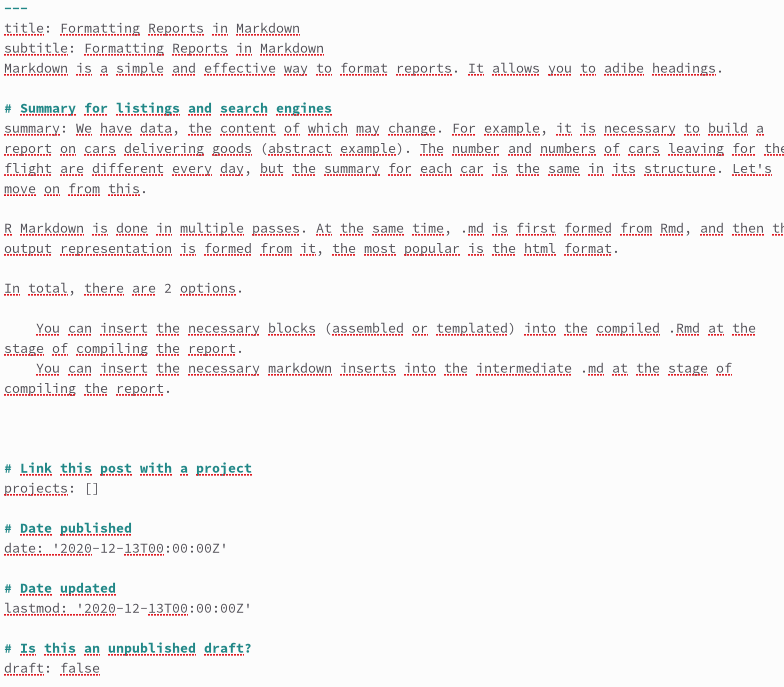 ---
title: Formatting Reports in Markdown
subtitle: Formatting Reports in Markdown
Markdown is a simple and effective way to format reports. It allows you to adibe headings.
# Summary for listings and search engines
summary: We have data, the content of which may change. For example, it is necessary to build a
report on cars delivering goods (abstract example). The number and numbers of cars leaving for the
flight are different every day, but the summary for each car is the same in its structure. Let's
move on from this.
R Markdown is done in multiple passes. At the same time, .md is first formed from Rmd, and then th
output representation is formed from it, the most popular is the html format.
In total, there are 2 options.
You can insert the necessary blocks (assembled or templated) into the compiled .Rmd at the
stage of compiling the report.
You can insert the necessary markdown inserts into the intermediate .md at the stage of
compiling the report.
# Link this post with a project
projects: []
# Date published
date: '2020-12-13T00:00:00Z'
# Date updated
lastmod: '2020-12-13T00:00:00Z'
# Is this an unpublished draft?
draft: false